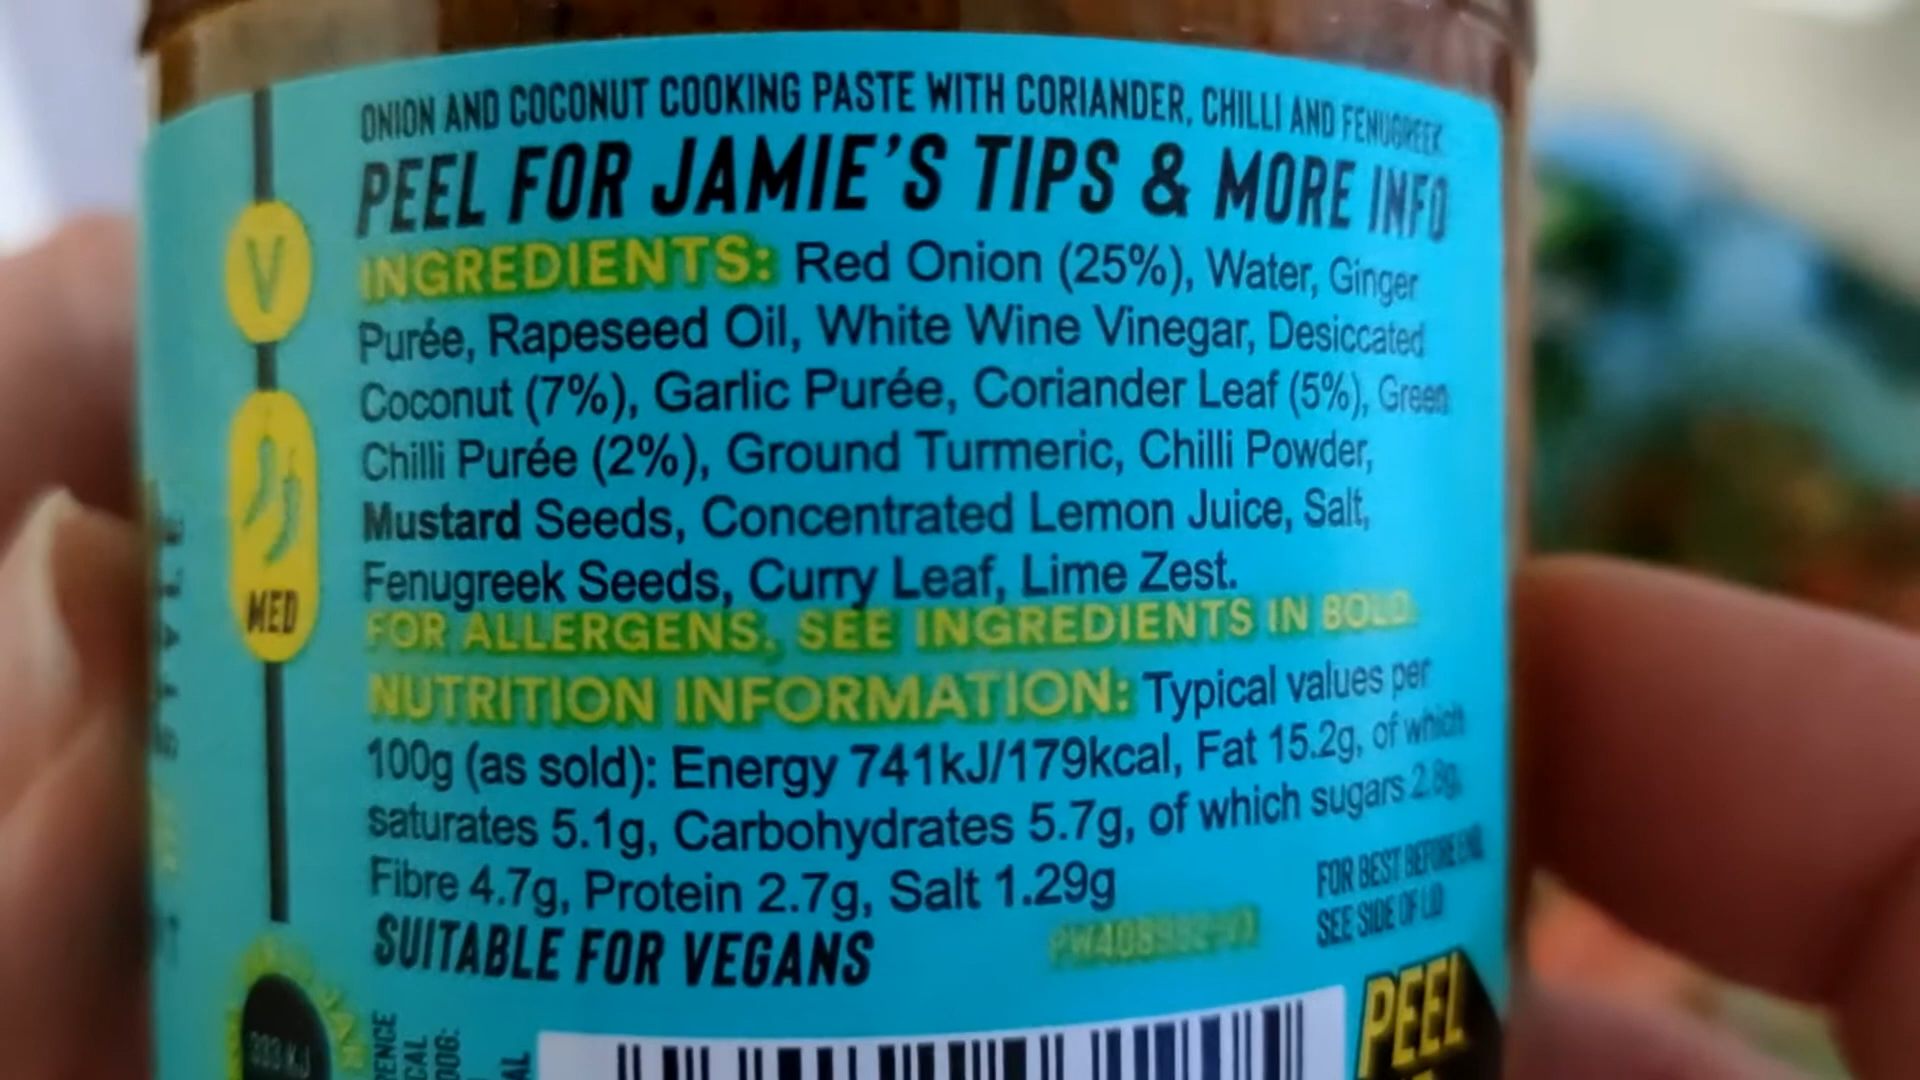 ONION AND COCONUT COOKING PASTE WITH CORIANDER, CHILLI AND FENUGREEK
PEEL FOR JAMIE'S TIPS & MORE INFO
V
INGREDIENTS: Red Onion (25%), Water, Ginger
Purée, Rapeseed Oil, White Wine Vinegar, Desiccated
Coconut (7%), Garlic Purée, Coriander Leaf (5%), Green
Chilli Purée (2%), Ground Turmeric, Chilli Powder,
Mustard Seeds, Concentrated Lemon Juice, Salt,
Fenugreek Seeds, Curry Leaf, Lime Zest.
MED
FOR ALLERGENS, SEE INGREDIENTS IN BOLD.
NUTRITION INFORMATION: Typical values per
100g (as sold): Energy 741kJ/179kcal, Fat 15.2g, of which
saturates 5.1g, Carbohydrates 5.7g, of which sugars 2.8g,
Fibre 4.7g, Protein 2.7g, Salt 1.29g
SUITABLE FOR VEGANS
FOR BEST BEFORE END,
SEE SIDE OF LID
PEEL